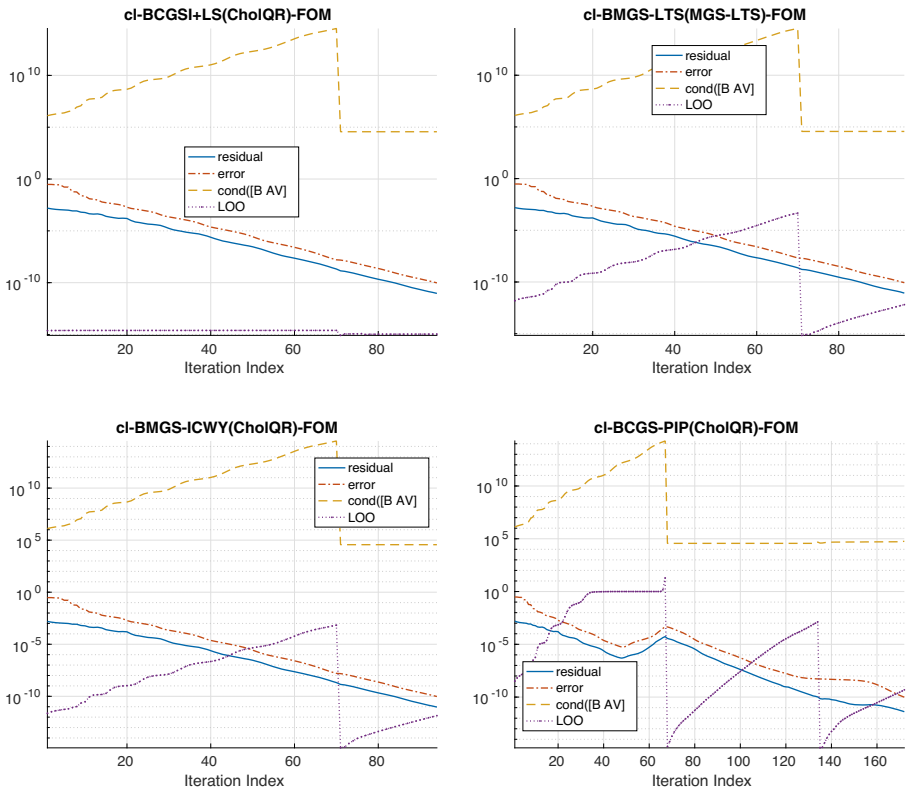 cl-BCGSI+LS(CholQR)-FOM
10^10
10^0
10^-10
residual
error
cond([B AV]
LOO
20 40 60 80
Iteration Index
cl-BMGS-LTS(MGS-LTS)-FOM
10^10
10^0
10^-10
residual
error
cond([B AV]
LOO
20 40 60 80
Iteration Index
cl-BMGS-ICWY(CholQR)-FOM
10^10
10^5
10^0
10^-5
10^-10
residual
error
cond([B AV]
LOO
20 40 60 80
Iteration Index
cl-BCGS-PIP(CholQR)-FOM
10^10
10^5
10^0
10^-5
10^-10
residual
error
cond([B AV]
LOO
20 40 60 80 100 120 140 160
Iteration Index